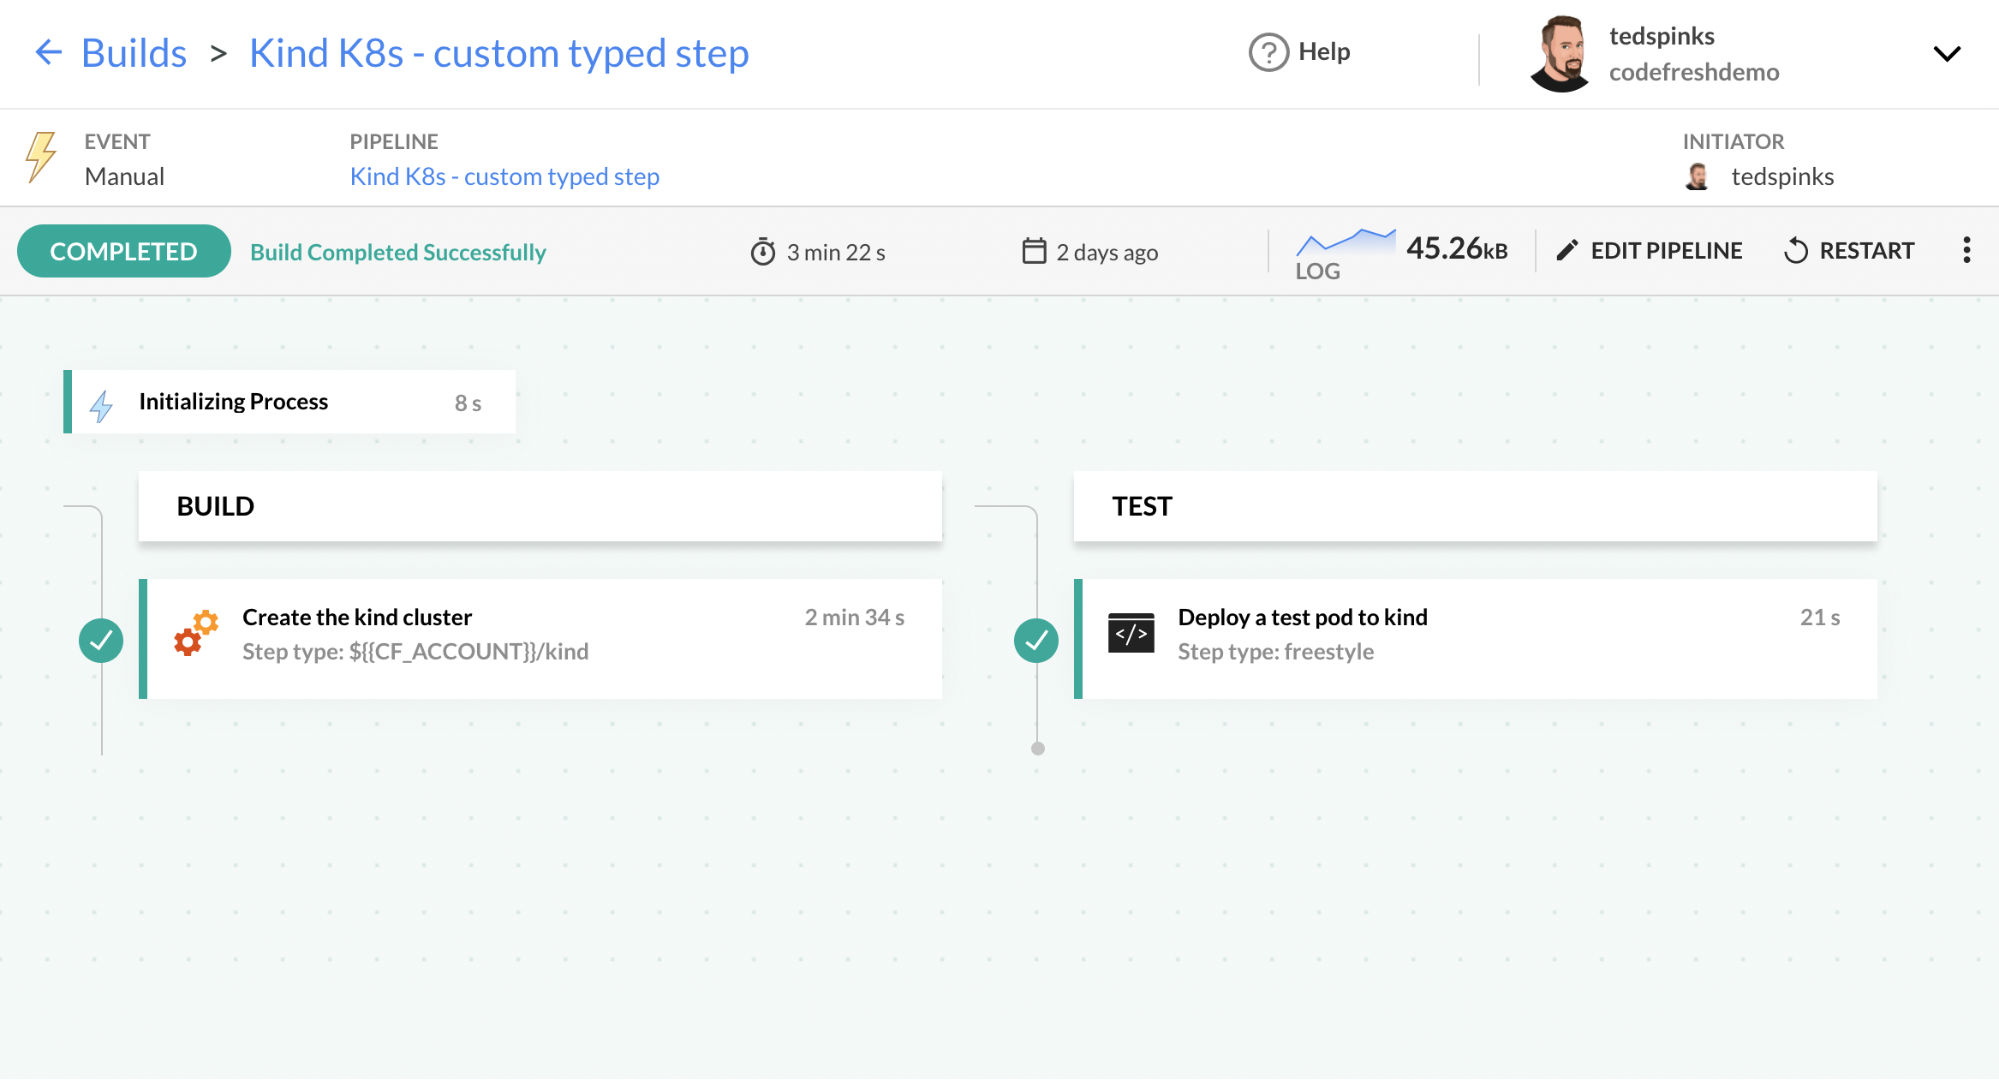 ← Builds > Kind K8s - custom typed step
? Help
tedspinks
codefreshdemo
EVENT
Manual
PIPELINE
Kind K8s - custom typed step
INITIATOR
tedspinks
COMPLETED
Build Completed Successfully
3 min 22 s
2 days ago
LOG
45.26kB
EDIT PIPELINE
RESTART
Initializing Process
8 s
BUILD
Create the kind cluster
2 min 34 s
Step type: ${{CF_ACCOUNT}}/kind
TEST
</>
Deploy a test pod to kind
21 s
Step type: freestyle